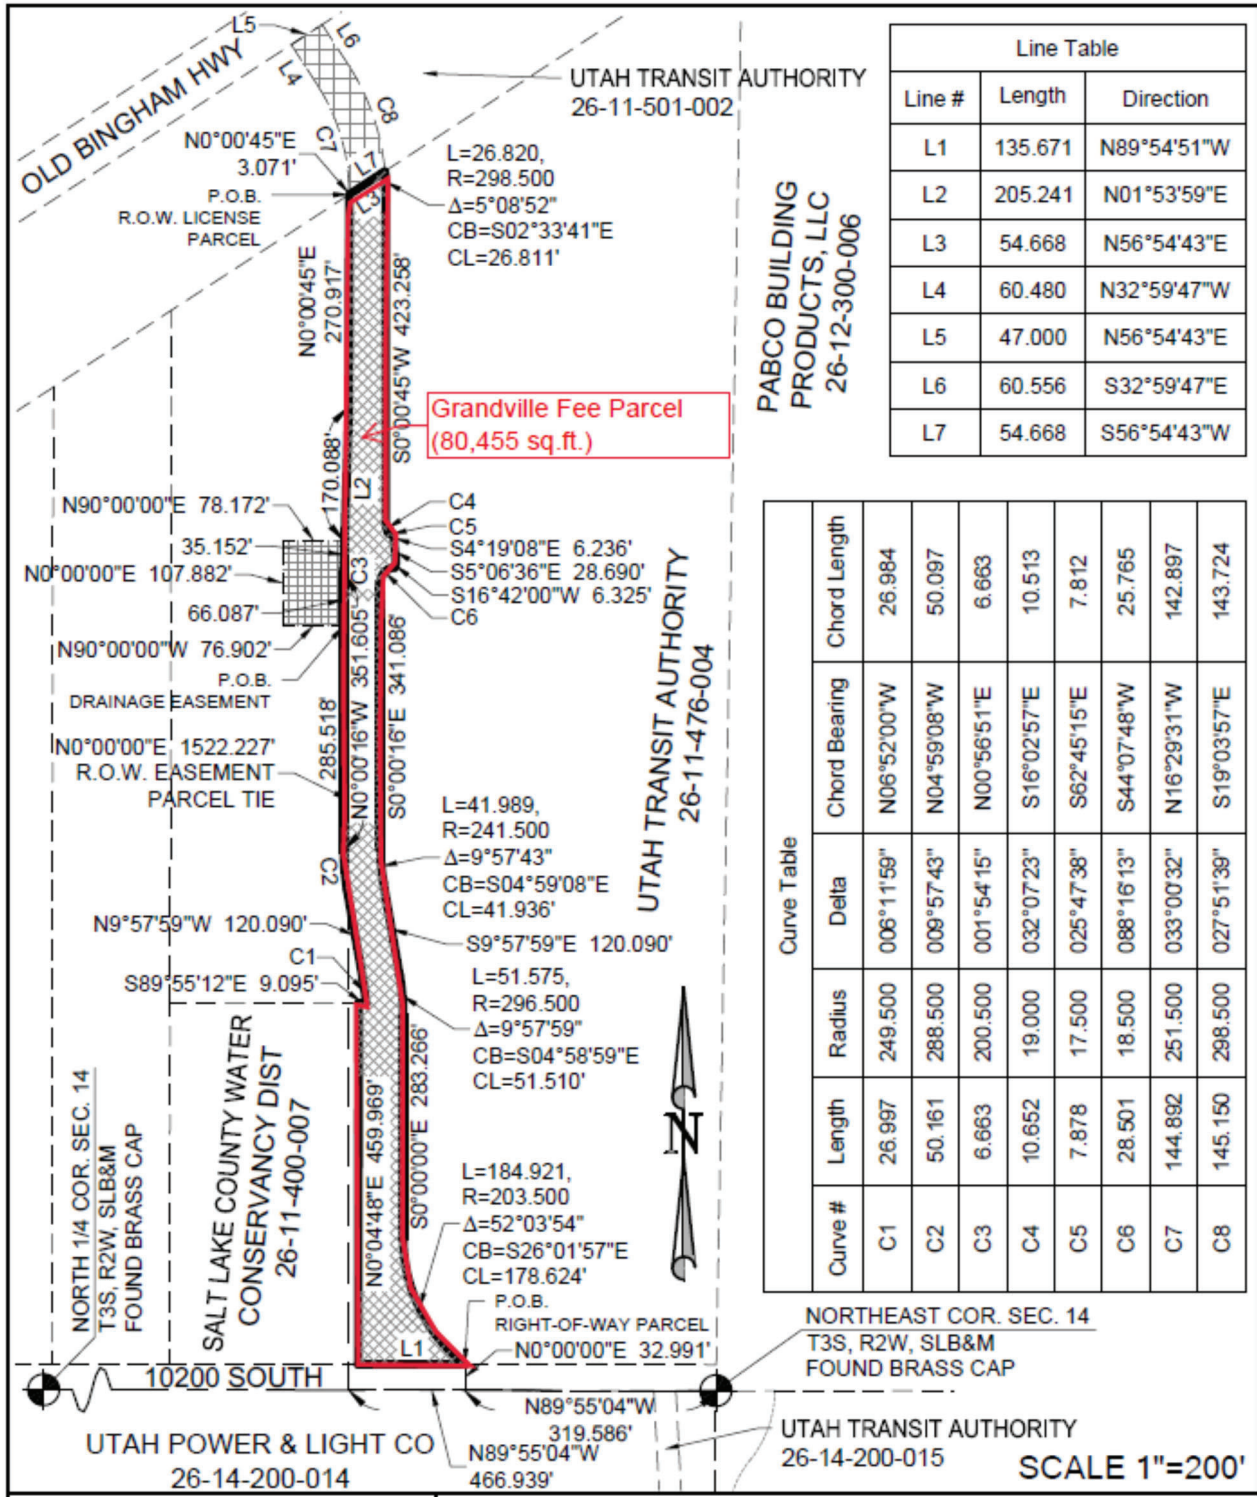 L5
L6
L4
OLD BINGHAM HWY
C7
C8
L7
L3
UTAH TRANSIT AUTHORITY
26-11-501-002
N0°00'45"E
3.071'
P.O.B.
R.O.W. LICENSE
PARCEL
L=26.820,
R=298.500
Δ=5°08'52"
CB=S02°33'41"E
CL=26.811'
N0°00'45"E
270.917'
S0°00'45"W 423.258'
PABCO BUILDING
PRODUCTS, LLC
26-12-300-006
Grandville Fee Parcel
(80,455 sq.ft.)
170.088'
L2
N90°00'00"E 78.172'
35.152'
N0°00'00"E 107.882'
66.087'
N90°00'00"W 76.902'
P.O.B.
DRAINAGE EASEMENT
C3
C4
C5
S4°19'08"E 6.236'
S5°06'36"E 28.690'
S16°42'00"W 6.325'
C6
285.518'
N0°00'16"W 351.605'
S0°00'16"E 341.086'
UTAH TRANSIT AUTHORITY
26-11-476-004
N0°00'00"E 1522.227'
R.O.W. EASEMENT
PARCEL TIE
L=41.989,
R=241.500
Δ=9°57'43"
CB=S04°59'08"E
CL=41.936'
C2
N9°57'59"W 120.090'
C1
S89°55'12"E 9.095'
S9°57'59"E 120.090'
L=51.575,
R=296.500
Δ=9°57'59"
CB=S04°58'59"E
CL=51.510'
NORTH 1/4 COR. SEC. 14
T3S, R2W, SLB&M
FOUND BRASS CAP
SALT LAKE COUNTY WATER
CONSERVANCY DIST
26-11-400-007
N0°04'48"E 459.969'
S0°00'00"E 283.266'
N
L=184.921,
R=203.500
Δ=52°03'54"
CB=S26°01'57"E
CL=178.624'
P.O.B.
RIGHT-OF-WAY PARCEL
N0°00'00"E 32.991'
L1
10200 SOUTH
NORTHEAST COR. SEC. 14
T3S, R2W, SLB&M
FOUND BRASS CAP
N89°55'04"W
319.586'
N89°55'04"W
466.939'
UTAH POWER & LIGHT CO
26-14-200-014
UTAH TRANSIT AUTHORITY
26-14-200-015
SCALE 1"=200'
Line Table
Line # Length Direction
L1 135.671 N89°54'51"W
L2 205.241 N01°53'59"E
L3 54.668 N56°54'43"E
L4 60.480 N32°59'47"W
L5 47.000 N56°54'43"E
L6 60.556 S32°59'47"E
L7 54.668 S56°54'43"W
Curve Table
Curve # Length Radius Delta Chord Bearing Chord Length
C1 26.997 249.500 006°11'59" N06°52'00"W 26.984
C2 50.161 288.500 009°57'43" N04°59'08"W 50.097
C3 6.663 200.500 001°54'15" N00°56'51"E 6.663
C4 10.652 19.000 032°07'23" S16°02'57"E 10.513
C5 7.878 17.500 025°47'38" S62°45'15"E 7.812
C6 28.501 18.500 088°16'13" S44°07'48"W 25.765
C7 144.892 251.500 033°00'32" N16°29'31"W 142.897
C8 145.150 298.500 027°51'39" S19°03'57"E 143.724